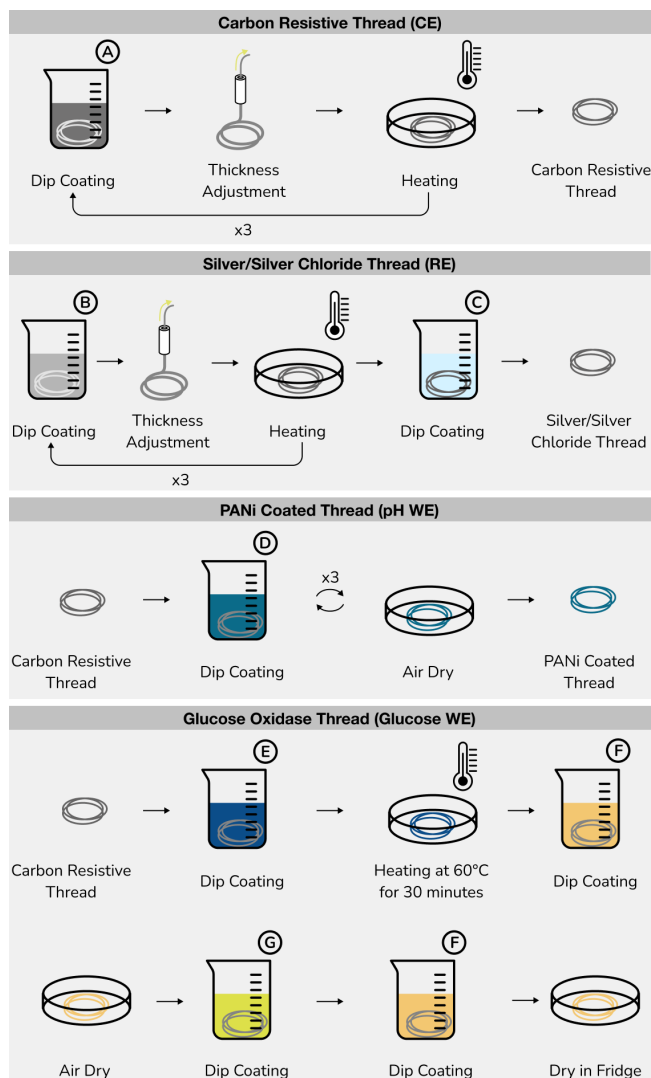 Carbon Resistive Thread (CE)
A
Dip Coating
Thickness
Adjustment
Heating
Carbon Resistive
Thread
x3
Silver/Silver Chloride Thread (RE)
B
C
Dip Coating
Thickness
Adjustment
Heating
Dip Coating
Silver/Silver
Chloride Thread
x3
PANi Coated Thread (pH WE)
D
x3
Carbon Resistive
Thread
Dip Coating
Air Dry
PANi Coated
Thread
Glucose Oxidase Thread (Glucose WE)
E
F
Carbon Resistive
Thread
Dip Coating
Heating at 60°C
for 30 minutes
Dip Coating
G
F
Air Dry
Dip Coating
Dip Coating
Dry in Fridge